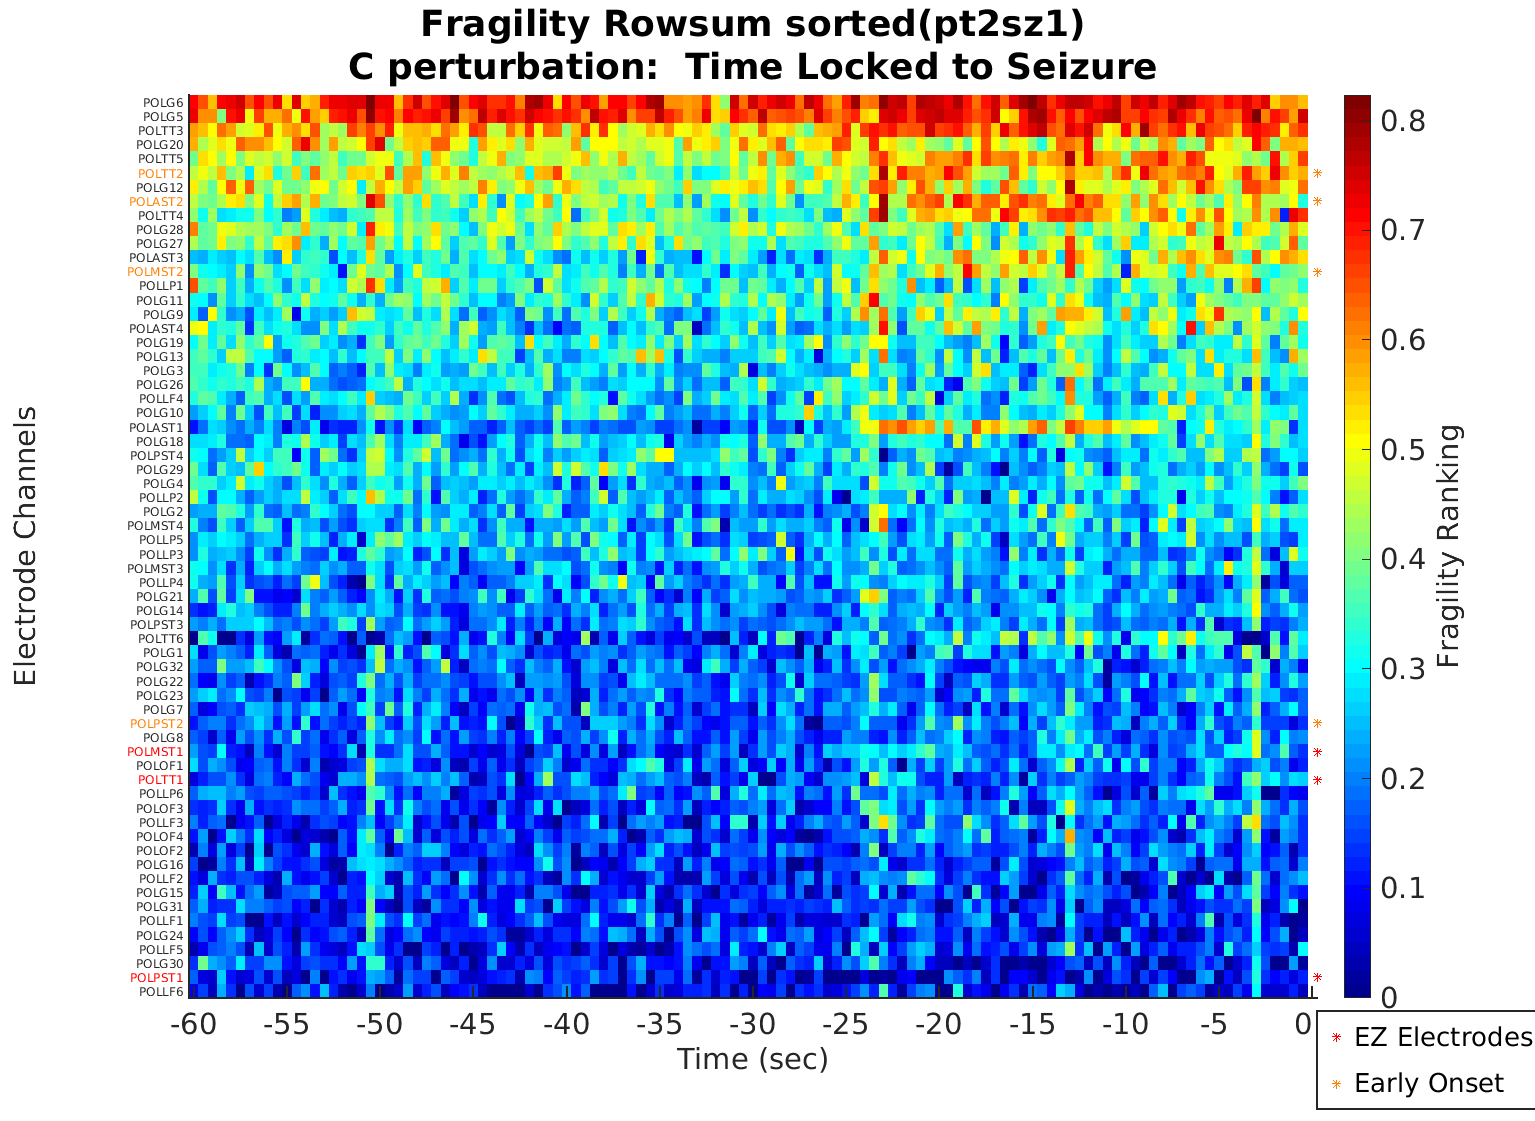 Fragility Rowsum sorted(pt2sz1)
C perturbation:  Time Locked to Seizure
Electrode Channels
POLG6
POLG5
POLTT3
POLG20
POLTT5
POLTT2
POLG12
POLAST2
POLTT4
POLG28
POLG27
POLAST3
POLMST2
POLLP1
POLG11
POLG9
POLAST4
POLG19
POLG13
POLG3
POLG26
POLLF4
POLG10
POLAST1
POLG18
POLPST4
POLG29
POLG4
POLLP2
POLG2
POLMST4
POLLP5
POLLP3
POLMST3
POLLP4
POLG21
POLG14
POLPST3
POLTT6
POLG1
POLG32
POLG22
POLG23
POLG7
POLPST2
POLG8
POLMST1
POLOF1
POLTT1
POLLP6
POLOF3
POLLF3
POLOF4
POLOF2
POLG16
POLLF2
POLG15
POLG31
POLLF1
POLG24
POLLF5
POLG30
POLPST1
POLLF6
-60 -55 -50 -45 -40 -35 -30 -25 -20 -15 -10 -5 0
Time (sec)
0.8
0.7
0.6
0.5
0.4
0.3
0.2
0.1
0
Fragility Ranking
EZ Electrodes
Early Onset